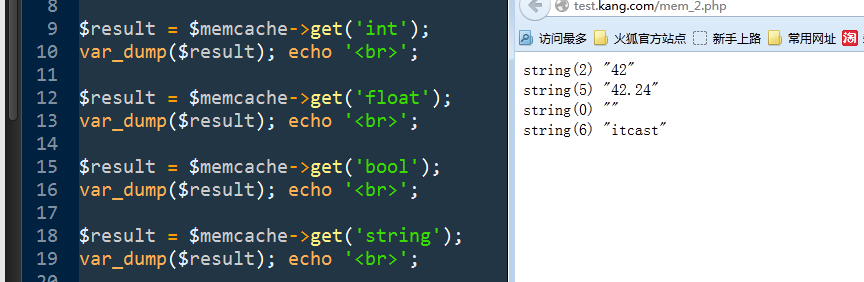 8
9 $result = $memcache->get('int');
10 var_dump($result); echo '<br>';
11
12 $result = $memcache->get('float');
13 var_dump($result); echo '<br>';
14
15 $result = $memcache->get('bool');
16 var_dump($result); echo '<br>';
17
18 $result = $memcache->get('string');
19 var_dump($result); echo '<br>';
20
test.kang.com/mem_2.php
访问最多 火狐官方站点 新手上路 常用网址 淘
string(2) "42"
string(5) "42.24"
string(0) ""
string(6) "itcast"